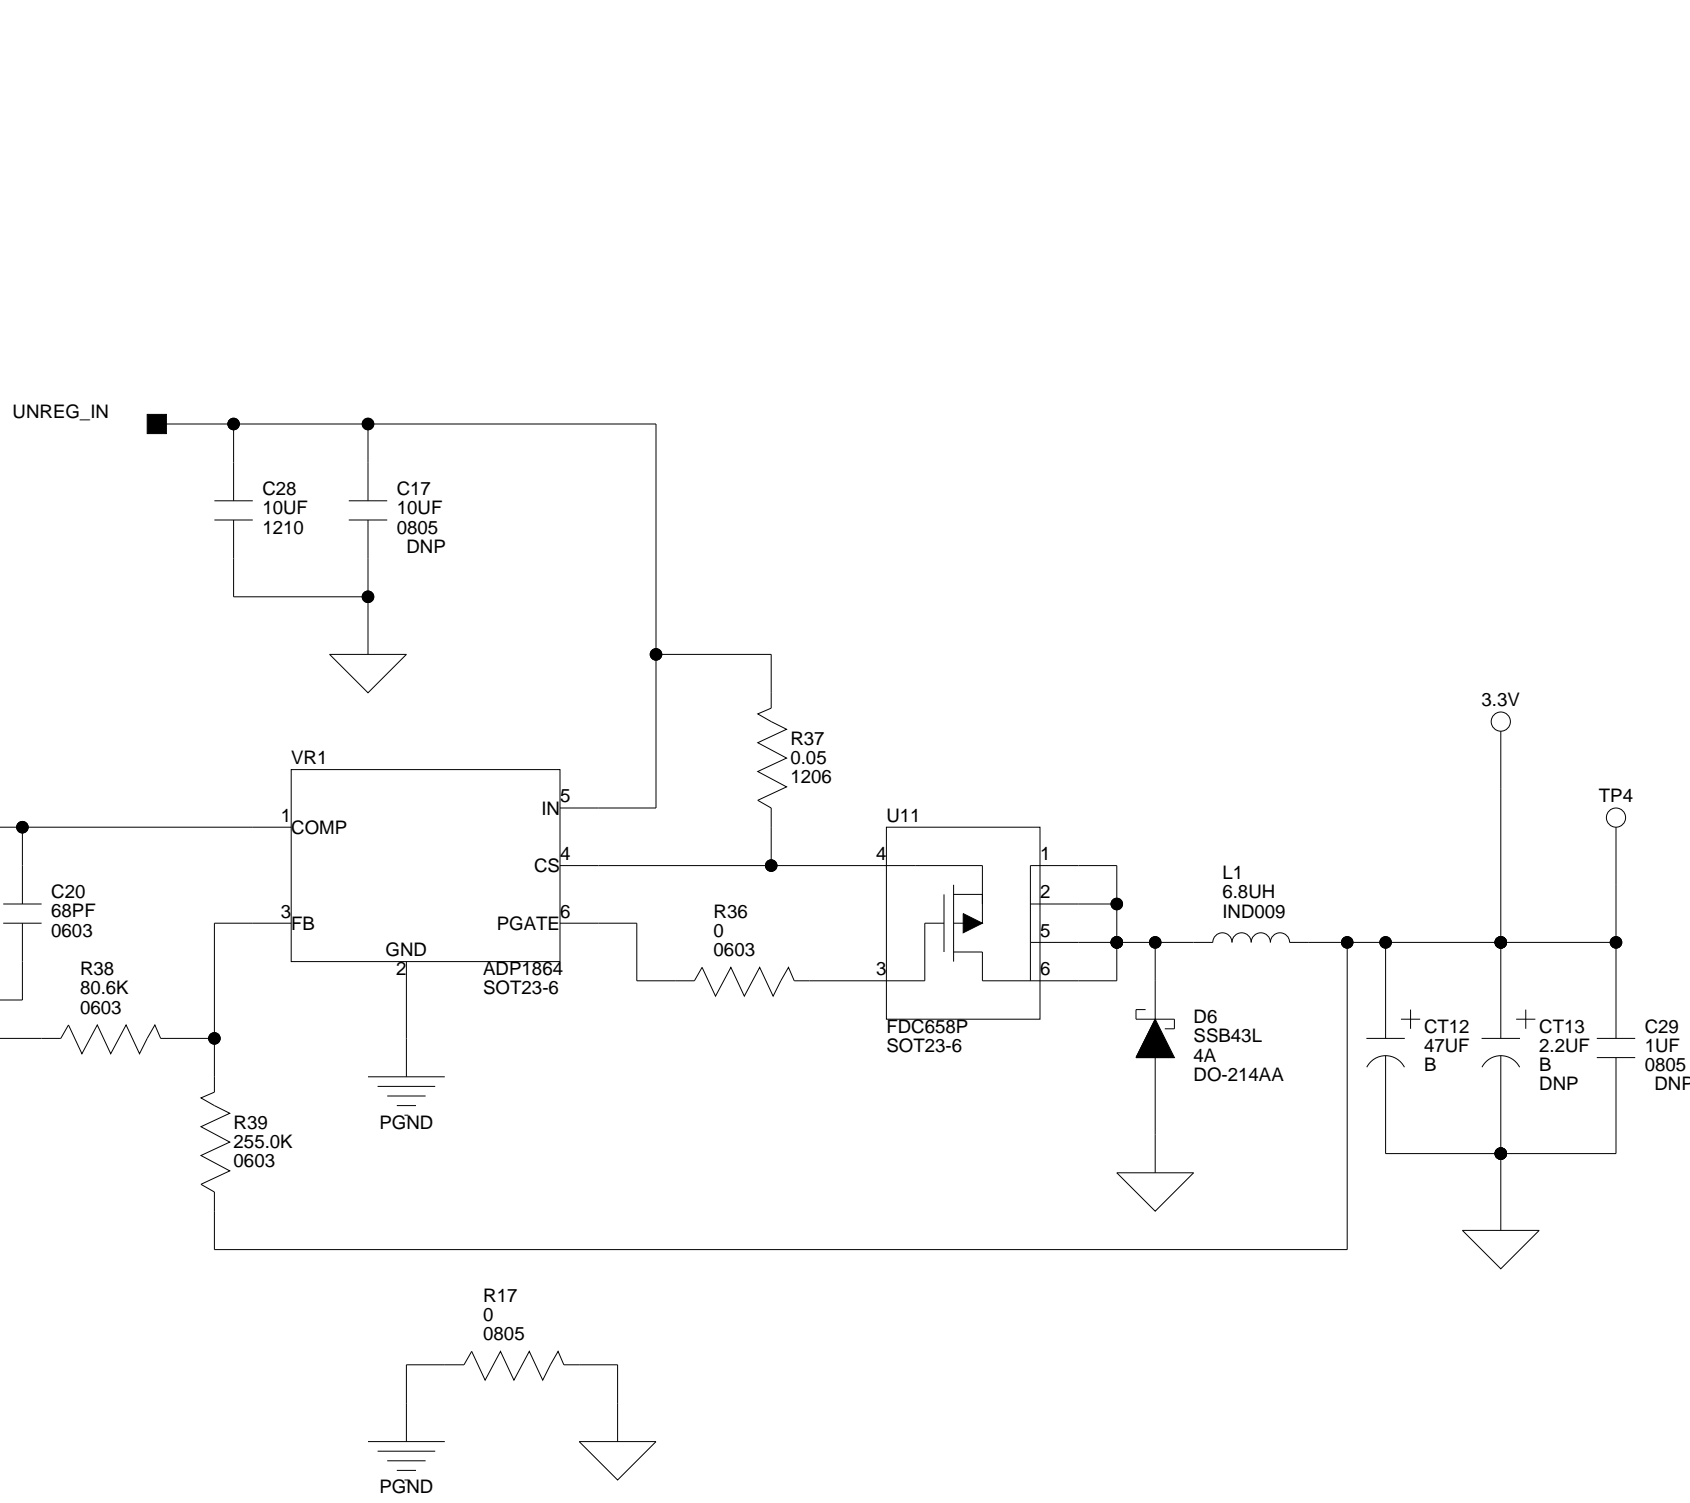 UNREG_IN
C28
10UF
1210
C17
10UF
0805
DNP
R37
0.05
1206
3.3V
TP4
VR1
1
COMP
3
FB
5
IN
4
CS
6
PGATE
GND
2
ADP1864
SOT23-6
PGND
C20
68PF
0603
R38
80.6K
0603
R39
255.0K
0603
R36
0
0603
U11
4
3
1
2
5
6
FDC658P
SOT23-6
L1
6.8UH
IND009
D6
SSB43L
4A
DO-214AA
CT12
47UF
B
CT13
2.2UF
B
DNP
C29
1UF
0805
DNP
R17
0
0805
PGND